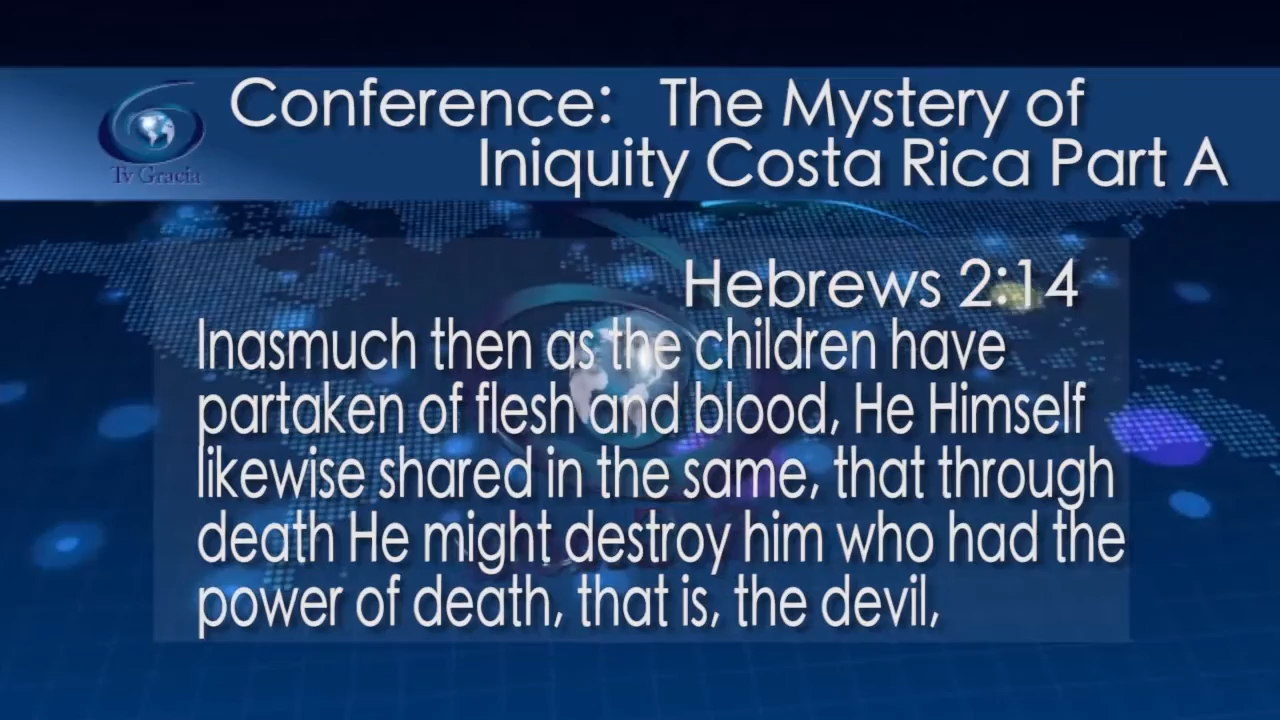 Conference: The Mystery of
Iniquity Costa Rica Part A
Tv Gracia
Hebrews 2:14
Inasmuch then as the children have
partaken of flesh and blood, He Himself
likewise shared in the same, that through
death He might destroy him who had the
power of death, that is, the devil,